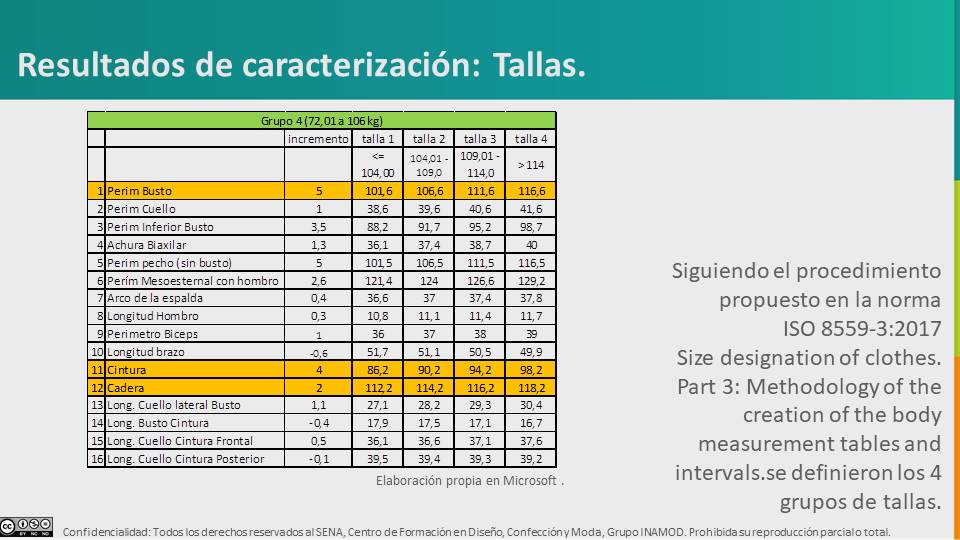 Resultados de caracterización: Tallas.
Grupo 4 (72,01 a 106 kg)
incremento talla 1 talla 2 talla 3 talla 4
<= 104,00 104,01 - 109,0 109,01 - 114,0 > 114
1 Perim Busto 5 101,6 106,6 111,6 116,6
2 Perim Cuello 1 38,6 39,6 40,6 41,6
3 Perim Inferior Busto 3,5 88,2 91,7 95,2 98,7
4 Achura Biaxilar 1,3 36,1 37,4 38,7 40
5 Perim pecho (sin busto) 5 101,5 106,5 111,5 116,5
6 Perím Mesoesternal con hombro 2,6 121,4 124 126,6 129,2
7 Arco de la espalda 0,4 36,6 37 37,4 37,8
8 Longitud Hombro 0,3 10,8 11,1 11,4 11,7
9 Perimetro Biceps 1 36 37 38 39
10 Longitud brazo -0,6 51,7 51,1 50,5 49,9
11 Cintura 4 86,2 90,2 94,2 98,2
12 Cadera 2 112,2 114,2 116,2 118,2
13 Long. Cuello lateral Busto 1,1 27,1 28,2 29,3 30,4
14 Long. Busto Cintura -0,4 17,9 17,5 17,1 16,7
15 Long. Cuello Cintura Frontal 0,5 36,1 36,6 37,1 37,6
16 Long. Cuello Cintura Posterior -0,1 39,5 39,4 39,3 39,2
Elaboración propia en Microsoft .
Siguiendo el procedimiento
propuesto en la norma
ISO 8559-3:2017
Size designation of clothes.
Part 3: Methodology of the
creation of the body
measurement tables and
intervals.se definieron los 4
grupos de tallas.
cc BY NC ND
Confidencialidad: Todos los derechos reservados al SENA, Centro de Formación en Diseño, Confección y Moda, Grupo INAMOD. Prohibida su reproducción parcial o total.